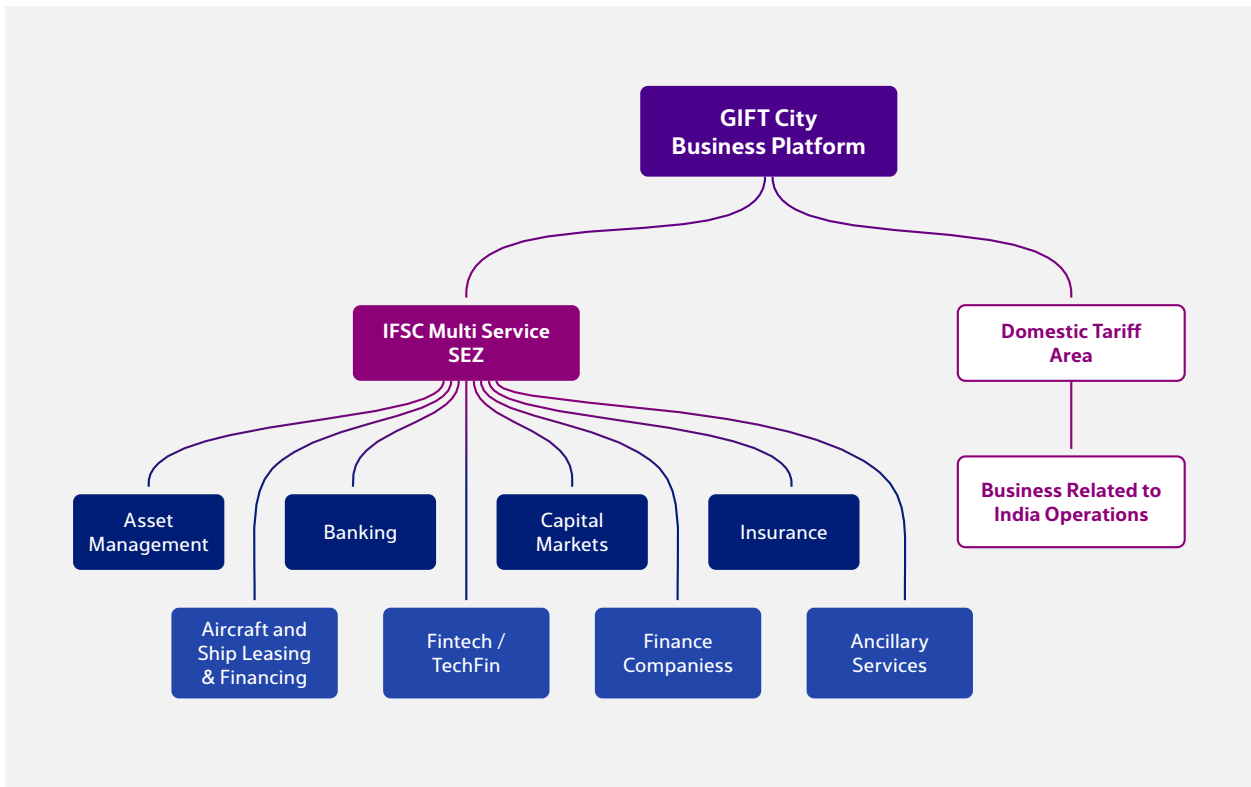 GIFT City
Business Platform
IFSC Multi Service
SEZ
Domestic Tariff
Area
Asset
Management
Banking
Capital
Markets
Insurance
Business Related to
India Operations
Aircraft and
Ship Leasing
& Financing
Fintech /
TechFin
Finance
Companiess
Ancillary
Services